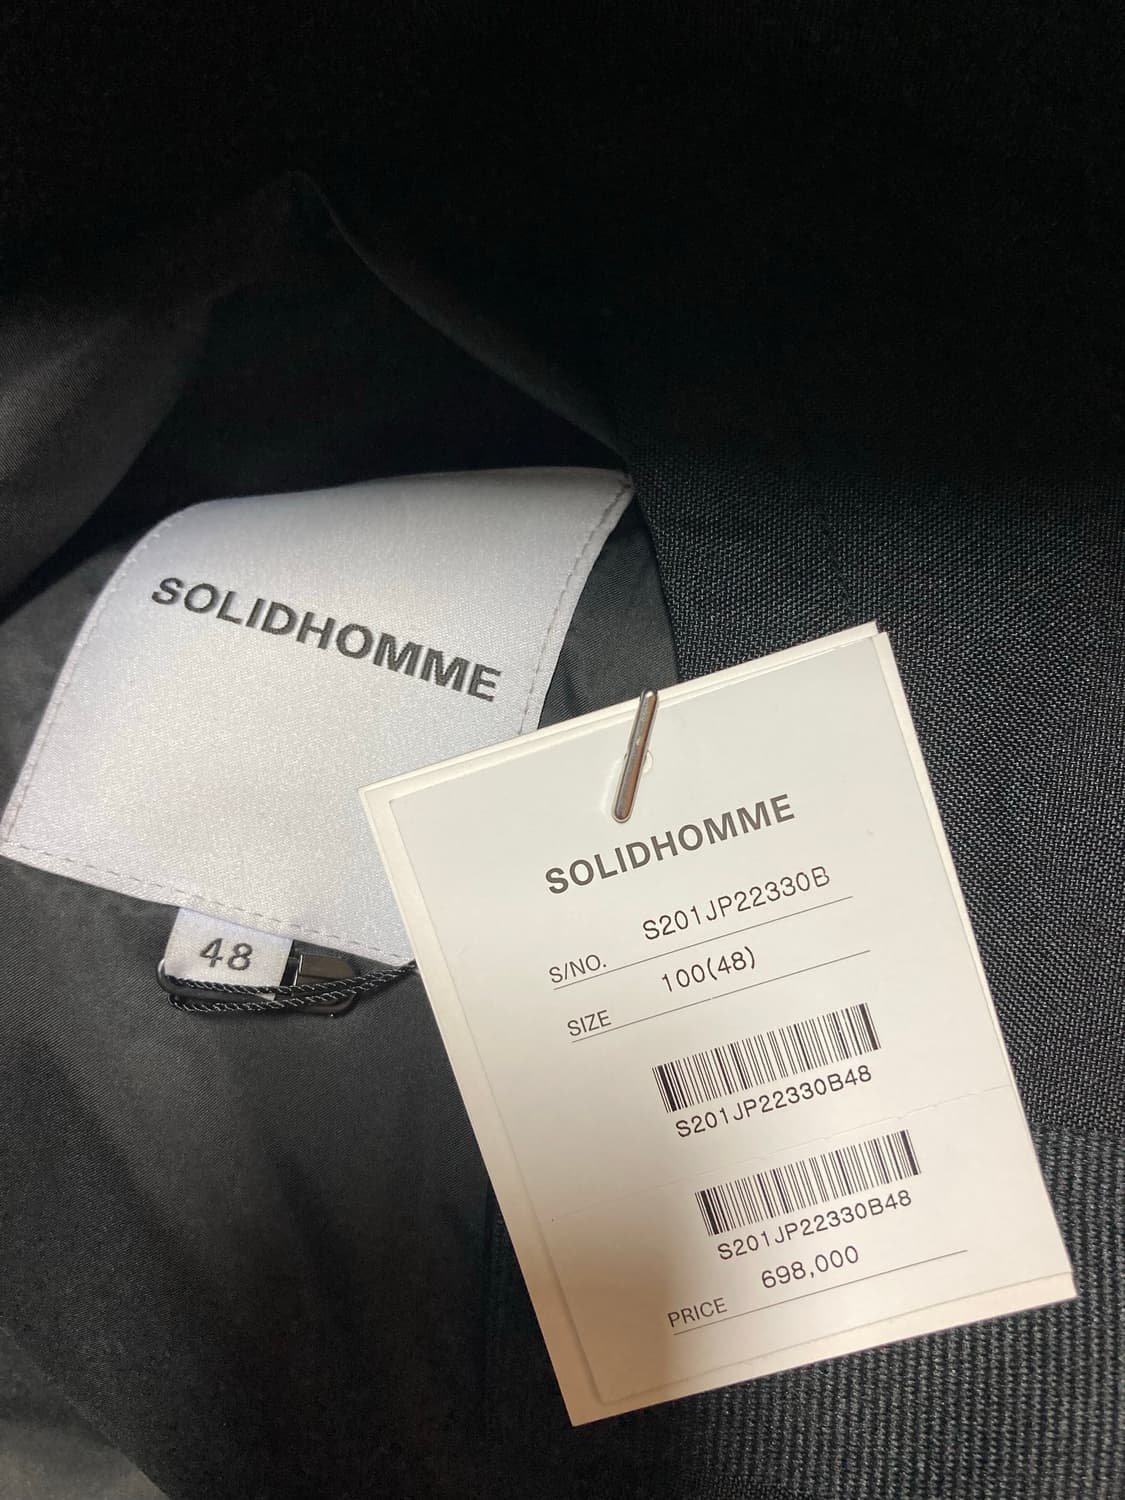 SOLIDHOMME
48
SOLIDHOMME
S/NO. S201JP22330B
SIZE 100(48)
S201JP22330B48
S201JP22330B48
PRICE 698,000